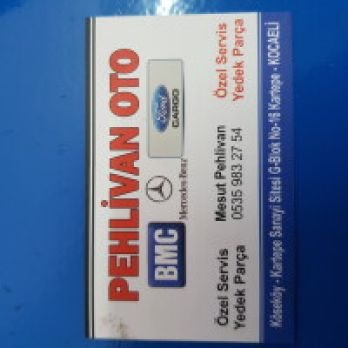 PEHLİVAN OTO
BMC
Mercedes-Benz
Ford
CARGO
Özel Servis
Yedek Parça
Mesut Pehlivan
0535 983 27 54
Özel Servis
Yedek Parça
Köseköy - Kartepe Sanayi Sitesi G-Blok No-16 Kartepe - KOCAELİ